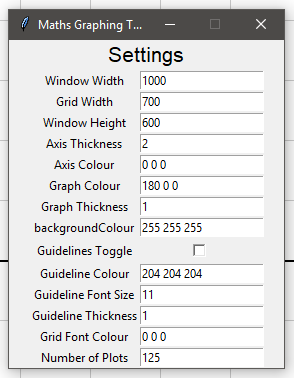 Maths Graphing T...
Settings
Window Width 1000
Grid Width 700
Window Height 600
Axis Thickness 2
Axis Colour 0 0 0
Graph Colour 180 0 0
Graph Thickness 1
backgroundColour 255 255 255
Guidelines Toggle
Guideline Colour 204 204 204
Guideline Font Size 11
Guideline Thickness 1
Grid Font Colour 0 0 0
Number of Plots 125